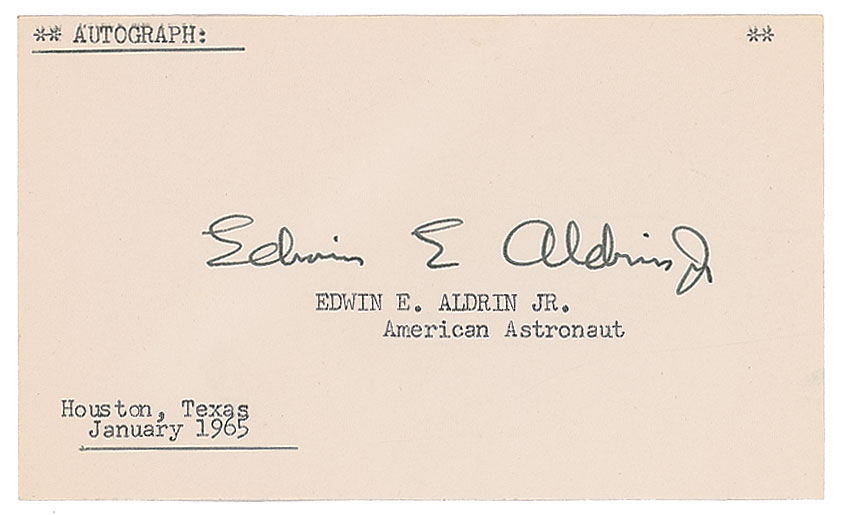 ** AUTOGRAPH: **
Edwin E Aldrin Jr
EDWIN E. ALDRIN JR.
American Astronaut
Houston, Texas
January 1965